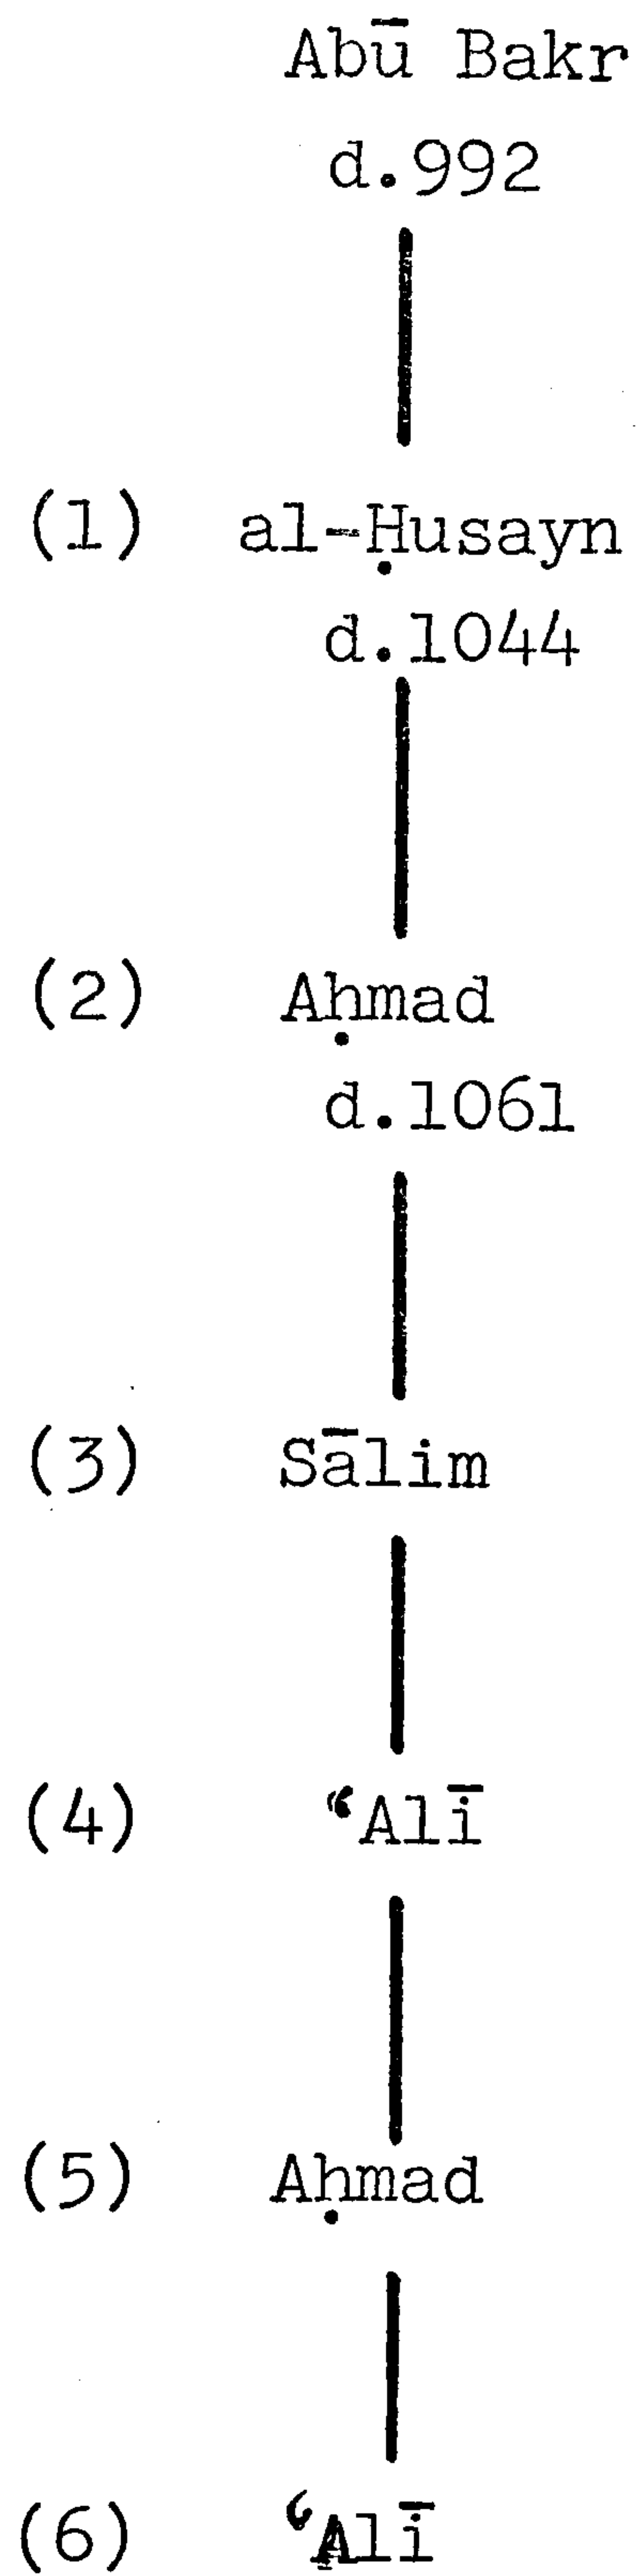 Abū Bakr
d.992
(1) al-Ḥusayn
d.1044
(2) Aḥmad
d.1061
(3) Sālim
(4) ʿAlī
(5) Aḥmad
(6) ʿAlī